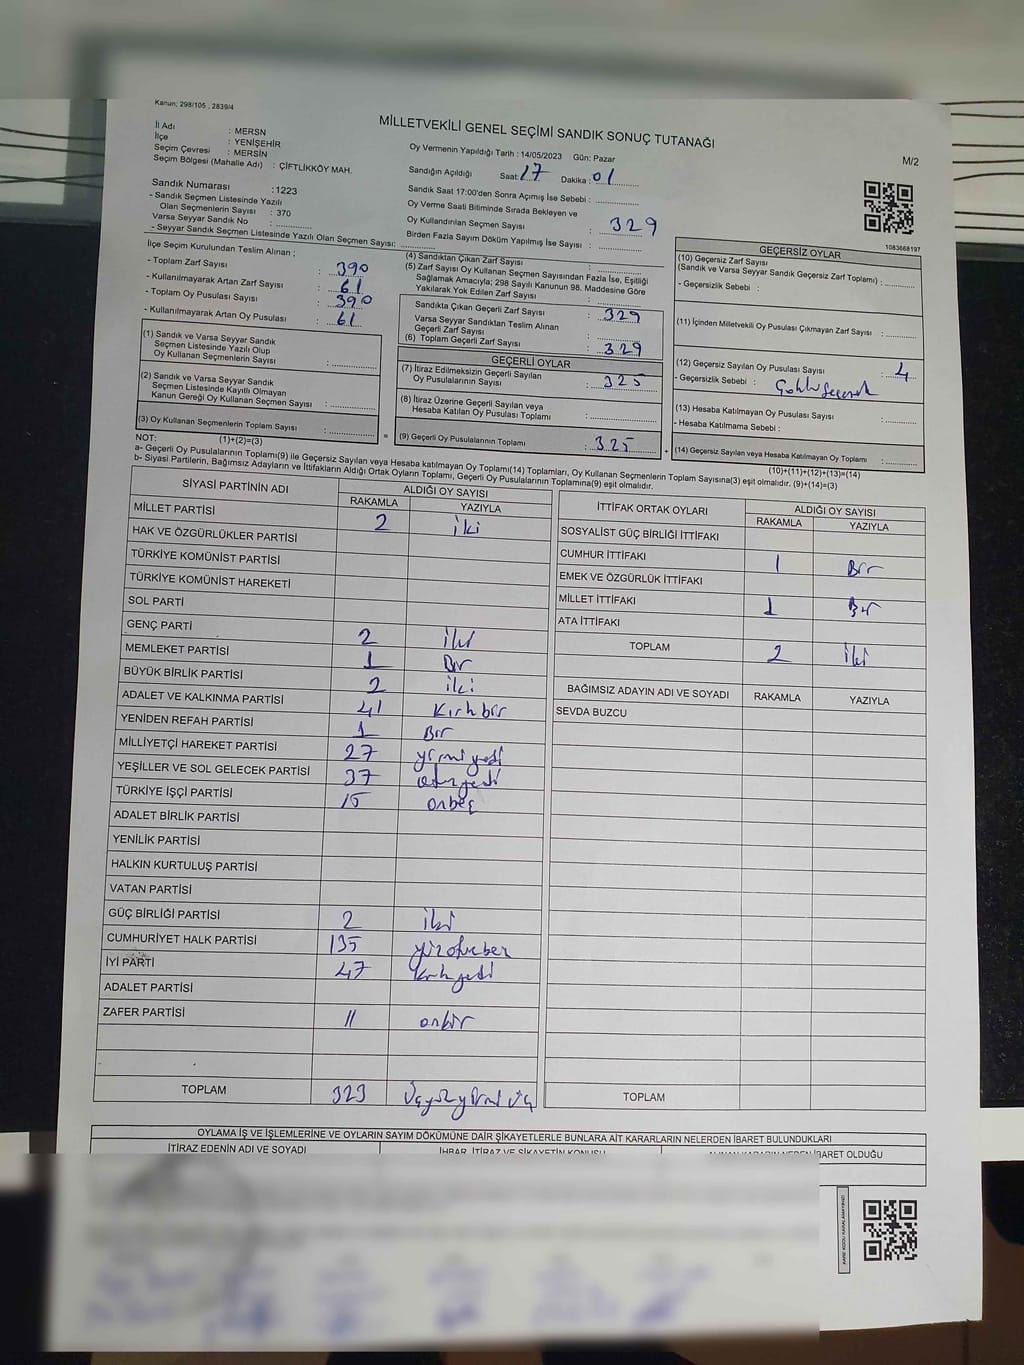 Kanun; 298/105 , 2839/4
MİLLETVEKİLİ GENEL SEÇİMİ SANDIK SONUÇ TUTANAĞI
M/2
İl Adı : MERSN
İlçe : YENİŞEHİR
Seçim Çevresi : MERSİN
Seçim Bölgesi (Mahalle Adı) : ÇİFTLİKKÖY MAH.
Sandık Numarası : 1223
- Sandık Seçmen Listesinde Yazılı
Olan Seçmenlerin Sayısı : 370
Varsa Seyyar Sandık No :
- Seyyar Sandık Seçmen Listesinde Yazılı Olan Seçmen Sayısı:
Oy Vermenin Yapıldığı Tarih : 14/05/2023 Gün: Pazar
Sandığın Açıldığı Saat: 17 Dakika : 01
Sandık Saat 17:00'den Sonra Açımış İse Sebebi :
Oy Verme Saati Bitiminde Sırada Bekleyen ve
Oy Kullandırılan Seçmen Sayısı : 329
Birden Fazla Sayım Döküm Yapılmış İse Sayısı :
1083668197
İlçe Seçim Kurulundan Teslim Alınan ;
- Toplam Zarf Sayısı : 390
- Kullanılmayarak Artan Zarf Sayısı : 61
- Toplam Oy Pusulası Sayısı : 390
- Kullanılmayarak Artan Oy Pusulası : 61
(1) Sandık ve Varsa Seyyar Sandık
Seçmen Listesinde Yazılı Olup
Oy Kullanan Seçmenlerin Sayısı :
(2) Sandık ve Varsa Seyyar Sandık
Seçmen Listesinde Kayıtlı Olmayan
Kanun Gereği Oy Kullanan Seçmen Sayısı :
(3) Oy Kullanan Seçmenlerin Toplam Sayısı :
(1)+(2)=(3)
(4) Sandıktan Çıkan Zarf Sayısı :
(5) Zarf Sayısı Oy Kullanan Seçmen Sayısından Fazla İse, Eşitliği
Sağlamak Amacıyla; 298 Sayılı Kanunun 98. Maddesine Göre
Yakılarak Yok Edilen Zarf Sayısı :
Sandıkta Çıkan Geçerli Zarf Sayısı : 329
Varsa Seyyar Sandıktan Teslim Alınan
Geçerli Zarf Sayısı :
(6) Toplam Geçerli Zarf Sayısı : 329
GEÇERLİ OYLAR
(7) İtiraz Edilmeksizin Geçerli Sayılan
Oy Pusulalarının Sayısı : 325
(8) İtiraz Üzerine Geçerli Sayılan veya
Hesaba Katılan Oy Pusulası Toplamı :
= (9) Geçerli Oy Pusulalarının Toplamı : 325 +
GEÇERSİZ OYLAR
(10) Geçersiz Zarf Sayısı
(Sandık ve Varsa Seyyar Sandık Geçersiz Zarf Toplamı) :
- Geçersizlik Sebebi :
(11) İçinden Milletvekili Oy Pusulası Çıkmayan Zarf Sayısı :
(12) Geçersiz Sayılan Oy Pusulası Sayısı : 4
- Geçersizlik Sebebi :
(13) Hesaba Katılmayan Oy Pusulası Sayısı :
- Hesaba Katılmama Sebebi :
(14) Geçersiz Sayılan veya Hesaba Katılmayan Oy Toplamı :
(10)+(11)+(12)+(13)=(14)
NOT:
a- Geçerli Oy Pusulalarının Toplamı(9) ile Geçersiz Sayılan veya Hesaba katılmayan Oy Toplamı(14) Toplamları, Oy Kullanan Seçmenlerin Toplam Sayısına(3) eşit olmalıdır. (9)+(14)=(3)
b- Siyasi Partilerin, Bağımsız Adayların ve İttifakların Aldığı Ortak Oyların Toplamı, Geçerli Oy Pusulalarının Toplamına(9) eşit olmalıdır.
SİYASİ PARTİNİN ADI ALDIĞI OY SAYISI
RAKAMLA YAZIYLA
MİLLET PARTİSİ 2 iki
HAK VE ÖZGÜRLÜKLER PARTİSİ
TÜRKİYE KOMÜNİST PARTİSİ
TÜRKİYE KOMÜNİST HAREKETİ
SOL PARTİ
GENÇ PARTİ 2 iki
MEMLEKET PARTİSİ 1 Bir
BÜYÜK BİRLİK PARTİSİ 2 iki
ADALET VE KALKINMA PARTİSİ 41 Kırkbir
YENİDEN REFAH PARTİSİ 1 Bir
MİLLİYETÇİ HAREKET PARTİSİ 27 yirmi yedi
YEŞİLLER VE SOL GELECEK PARTİSİ 37 otuzyedi
TÜRKİYE İŞÇİ PARTİSİ 15 onbeş
ADALET BİRLİK PARTİSİ
YENİLİK PARTİSİ
HALKIN KURTULUŞ PARTİSİ
VATAN PARTİSİ
GÜÇ BİRLİĞİ PARTİSİ 2 iki
CUMHURİYET HALK PARTİSİ 135
İYİ PARTİ 47 kırkyedi
ADALET PARTİSİ
ZAFER PARTİSİ 11 onbir
TOPLAM 323 Üçyüzyirmi üç
İTTİFAK ORTAK OYLARI ALDIĞI OY SAYISI
RAKAMLA YAZIYLA
SOSYALİST GÜÇ BİRLİĞİ İTTİFAKI
CUMHUR İTTİFAKI 1 Bir
EMEK VE ÖZGÜRLÜK İTTİFAKI
MİLLET İTTİFAKI 1 Bir
ATA İTTİFAKI
TOPLAM 2 iki
BAĞIMSIZ ADAYIN ADI VE SOYADI RAKAMLA YAZIYLA
SEVDA BUZCU
TOPLAM
OYLAMA İŞ VE İŞLEMLERİNE VE OYLARIN SAYIM DÖKÜMÜNE DAİR ŞİKAYETLERLE BUNLARA AİT KARARLARIN NELERDEN İBARET BULUNDUKLARI
İTİRAZ EDENİN ADI VE SOYADI İHBAR, İTİRAZ VE ŞİKAYETİN KONUSU ALINAN KARARIN NEDEN İBARET OLDUĞU